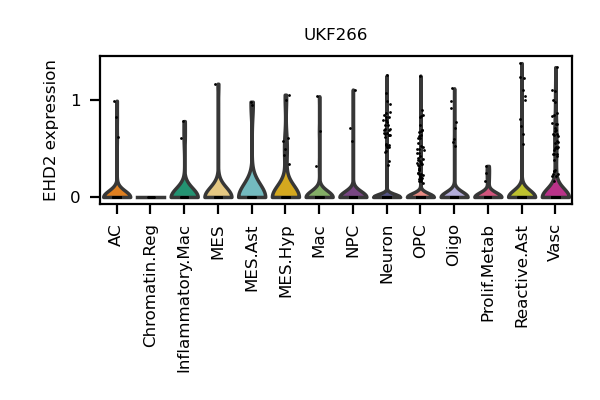 UKF266
EHD2 expression
1
0
AC
Chromatin.Reg
Inflammatory.Mac
MES
MES.Ast
MES.Hyp
Mac
NPC
Neuron
OPC
Oligo
Prolif.Metab
Reactive.Ast
Vasc